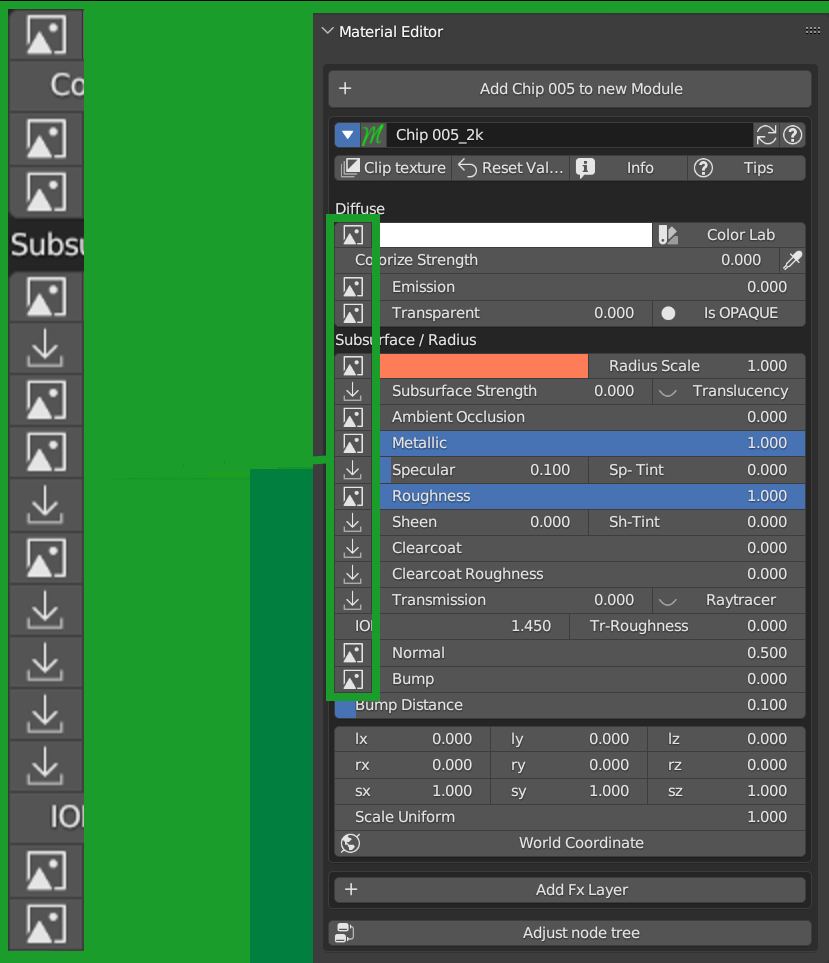 Material Editor
Add Chip 005 to new Module
Chip 005_2k
Clip texture Reset Val... Info Tips
Diffuse
Color Lab
Co
Colorize Strength 0.000
Emission 0.000
Transparent 0.000 Is OPAQUE
Subsu
Subsurface / Radius
Radius Scale 1.000
Subsurface Strength 0.000 Translucency
Ambient Occlusion 0.000
Metallic 1.000
Specular 0.100 Sp- Tint 0.000
Roughness 1.000
Sheen 0.000 Sh-Tint 0.000
Clearcoat 0.000
Clearcoat Roughness 0.000
Transmission 0.000 Raytracer
IOI 1.450 Tr-Roughness 0.000
Normal 0.500
Bump 0.000
Bump Distance 0.100
lx 0.000 ly 0.000 lz 0.000
rx 0.000 ry 0.000 rz 0.000
sx 1.000 sy 1.000 sz 1.000
IOI
Scale Uniform 1.000
World Coordinate
Add Fx Layer
Adjust node tree